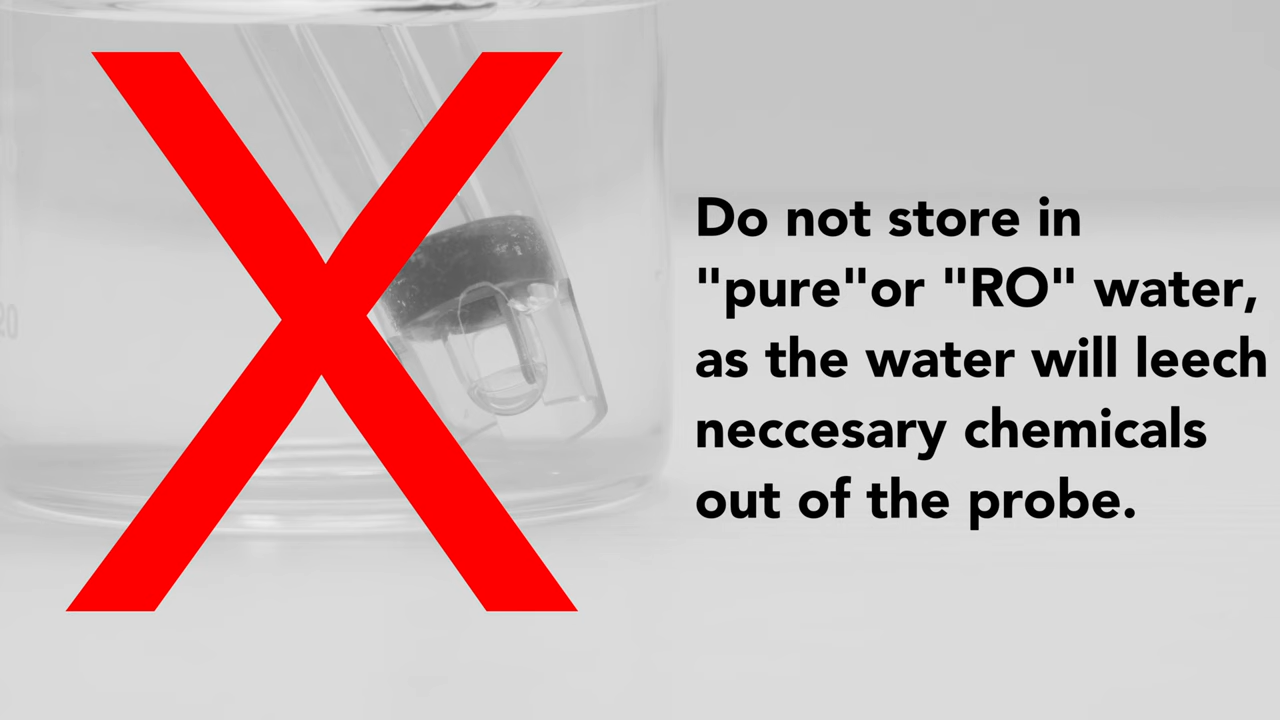 Do not store in
"pure"or "RO" water,
as the water will leech
neccesary chemicals
out of the probe.